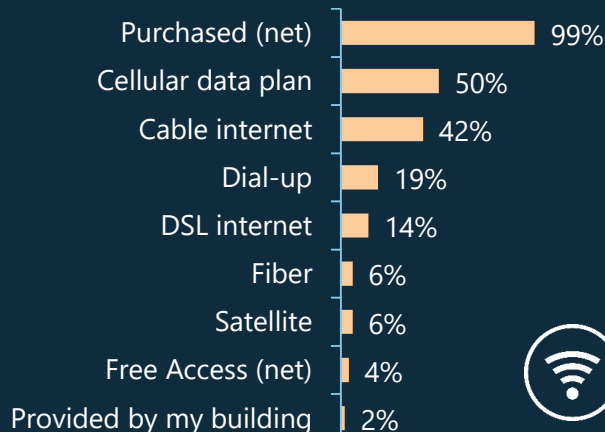 Purchased (net) 99%
Cellular data plan 50%
Cable internet 42%
Dial-up 19%
DSL internet 14%
Fiber 6%
Satellite 6%
Free Access (net) 4%
Provided by my building 2%